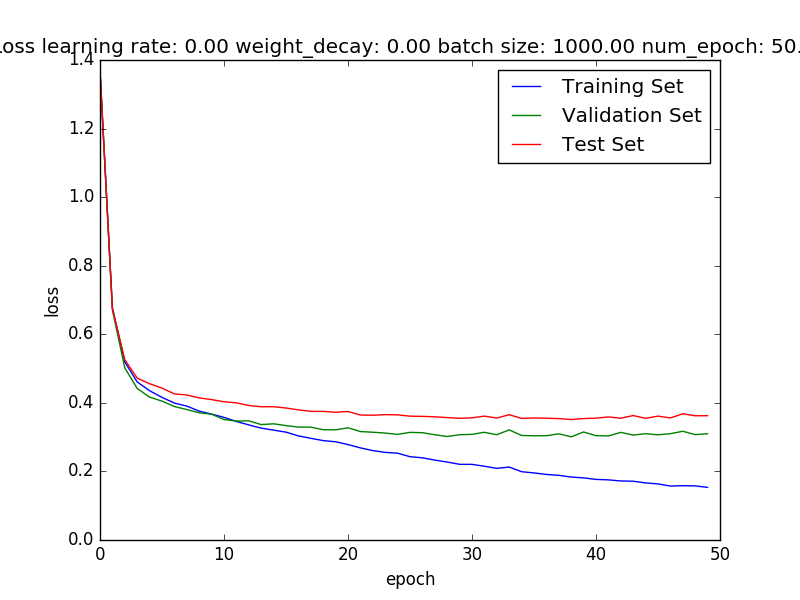 Loss learning rate: 0.00 weight_decay: 0.00 batch size: 1000.00 num_epoch: 50.
1.4
1.2
1.0
0.8
0.6
0.4
0.2
0.0
loss
Training Set
Validation Set
Test Set
0 10 20 30 40 50
epoch